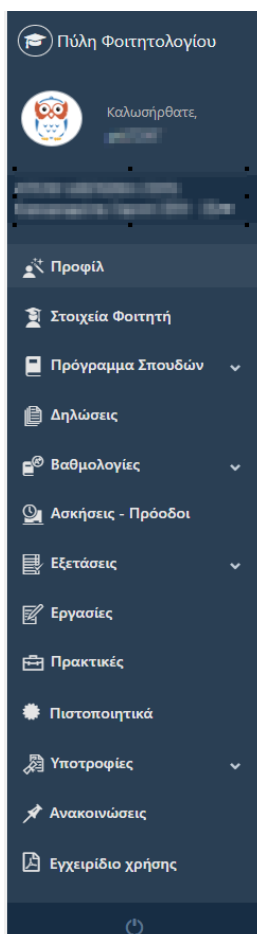 Πύλη Φοιτητολογίου
Καλωσήρθατε,
Προφίλ
Στοιχεία Φοιτητή
Πρόγραμμα Σπουδών
Δηλώσεις
Βαθμολογίες
Ασκήσεις - Πρόοδοι
Εξετάσεις
Εργασίες
Πρακτικές
Πιστοποιητικά
Υποτροφίες
Ανακοινώσεις
Εγχειρίδιο χρήσης